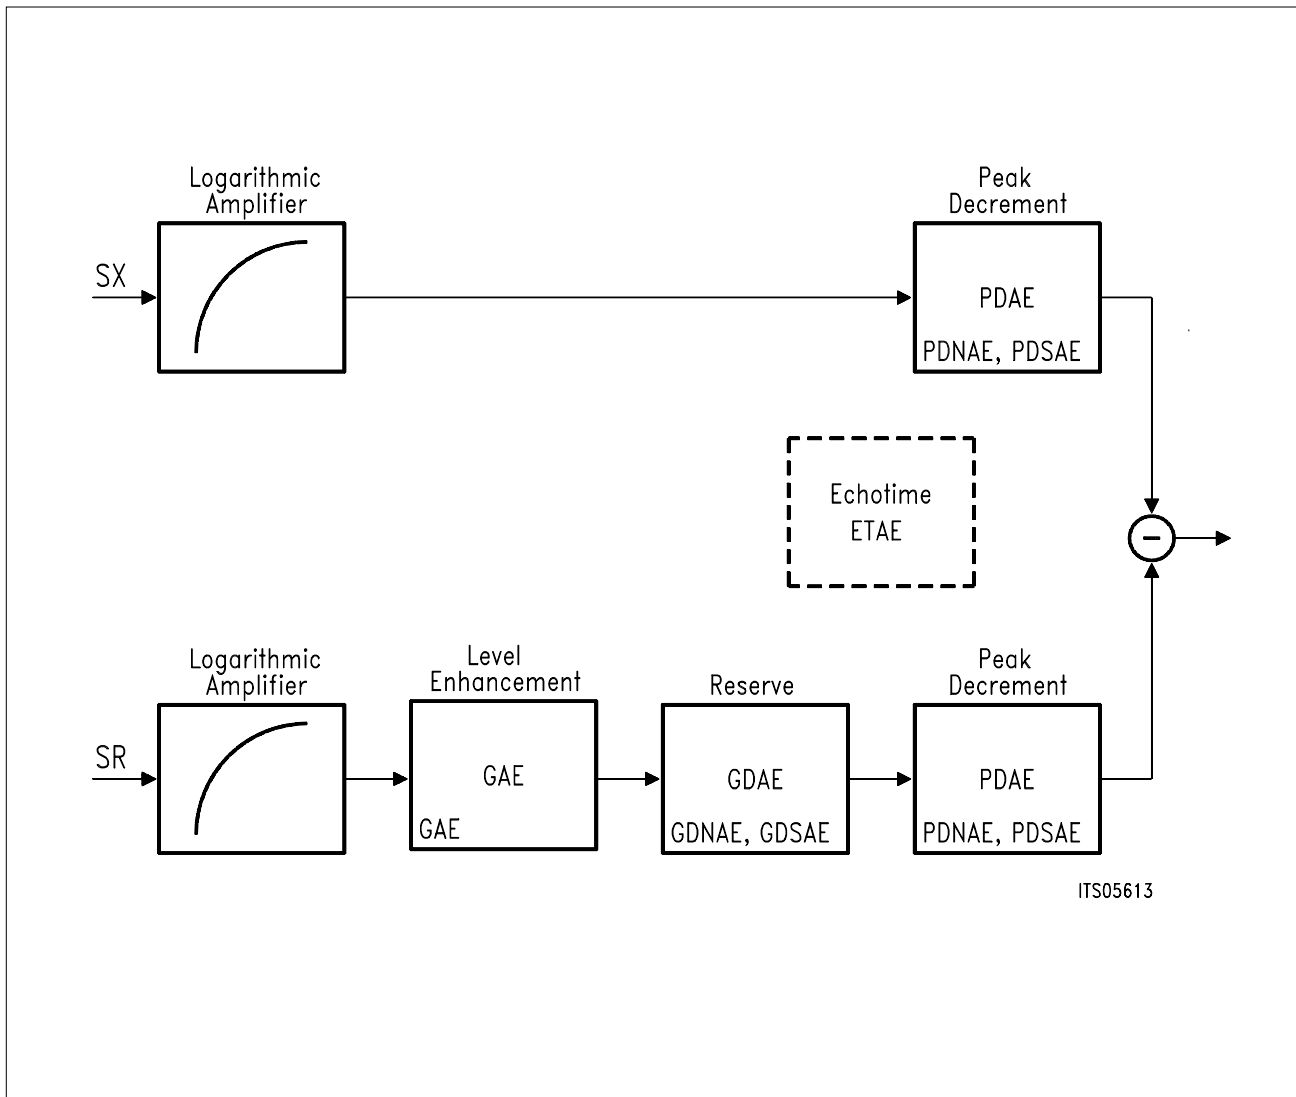 Logarithmic
Amplifier
SX
Peak
Decrement
PDAE
PDNAE, PDSAE
Echotime
ETAE
−
Logarithmic
Amplifier
SR
Level
Enhancement
GAE
GAE
Reserve
GDAE
GDNAE, GDSAE
Peak
Decrement
PDAE
PDNAE, PDSAE
ITS05613